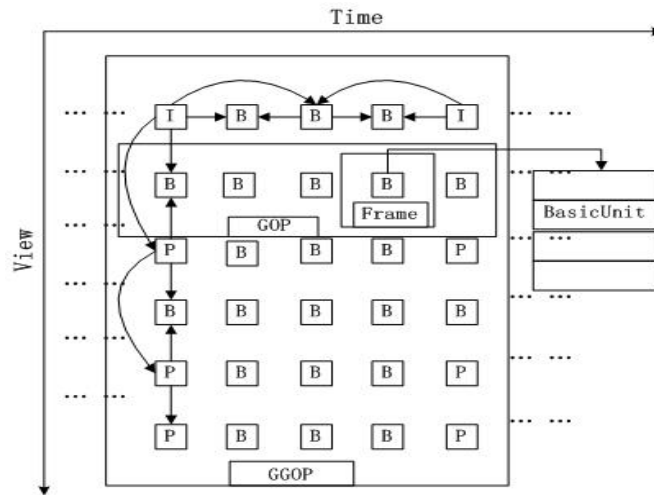 Time
View
... ... I B B B I ... ...
... ... B B B B B ... ...
Frame
BasicUnit
GOP
... ... P B B B P ... ...
... ... B B B B B ... ...
... ... P B B B P ... ...
... ... P B B B P ... ...
GGOP